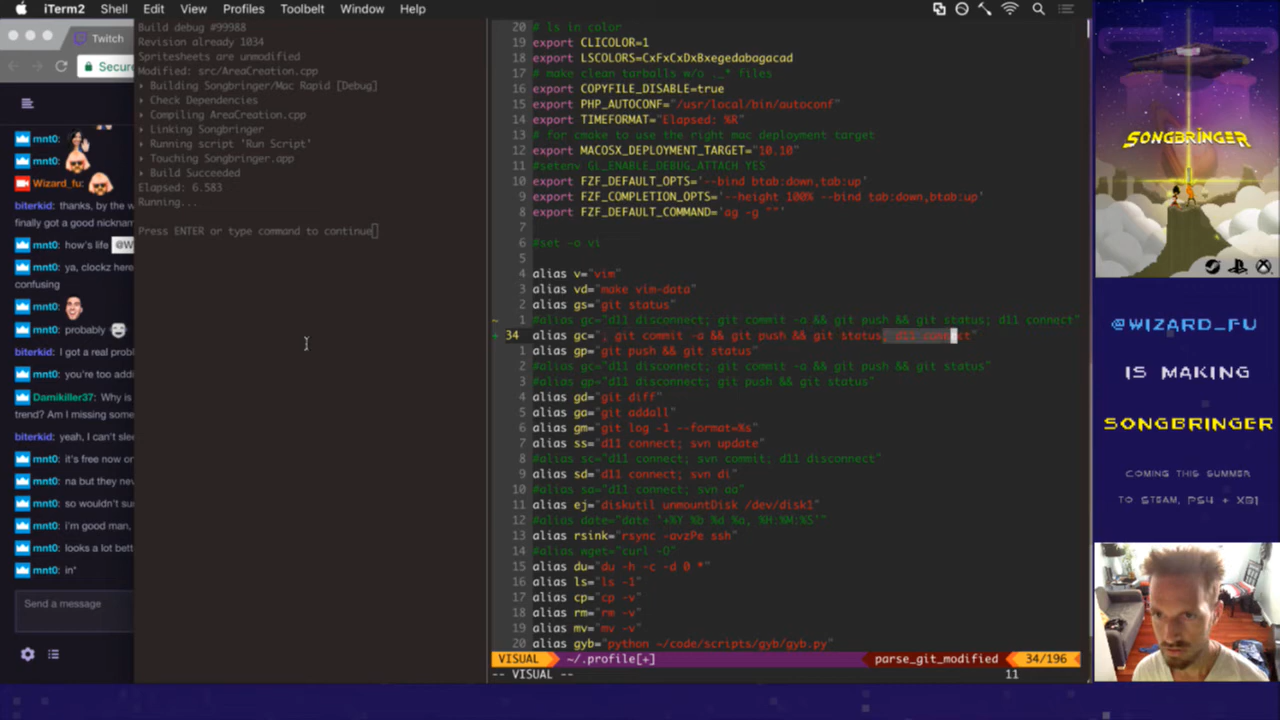 iTerm2 Shell Edit View Profiles Toolbelt Window Help
Twitch
Secure
mnt0:
mnt0:
Wizard_fu:
biterkid: thanks, by the w
finally got a good nicknam
mnt0: how's life @W
mnt0: ya, clockz here
confusing
mnt0:
mnt0: probably
biterkid: I got a real probl
mnt0: you're too addi
Damikiller37: Why is
trend? Am I missing some
biterkid: yeah, I can't slee
mnt0: it's free now or
mnt0: na but they nev
mnt0: so wouldn't sur
mnt0: i'm good man,
mnt0: looks a lot bett
mnt0: in*
Send a message
Build debug #99988
Revision already 1034
Spritesheets are unmodified
Modified: src/AreaCreation.cpp
▸ Building Songbringer/Mac Rapid [Debug]
▸ Check Dependencies
▸ Compiling AreaCreation.cpp
▸ Linking Songbringer
▸ Running script 'Run Script'
▸ Touching Songbringer.app
▸ Build Succeeded
Elapsed: 6.583
Running...
Press ENTER or type command to continue
20 # ls in color
19 export CLICOLOR=1
18 export LSCOLORS=CxFxCxDxBxegedabagacad
17 # make clean tarballs w/o ._* files
16 export COPYFILE_DISABLE=true
15 export PHP_AUTOCONF="/usr/local/bin/autoconf"
14 export TIMEFORMAT="Elapsed: %R"
13 # for cmake to use the right mac deployment target
12 export MACOSX_DEPLOYMENT_TARGET="10.10"
11 #setenv GL_ENABLE_DEBUG_ATTACH YES
10 export FZF_DEFAULT_OPTS='--bind btab:down,tab:up'
9 export FZF_COMPLETION_OPTS='--height 100% --bind tab:down,btab:up'
8 export FZF_DEFAULT_COMMAND='ag -g ""'
7
6 #set -o vi
5
4 alias v="vim"
3 alias vd="make vim-data"
2 alias gs="git status"
~ 1 #alias gc="d11 disconnect; git commit -a && git push && git status; d11 connect"
+ 34 alias gc="; git commit -a && git push && git status; d11 connect"
1 alias gp="git push && git status"
2 #alias gc="d11 disconnect; git commit -a && git push && git status"
3 #alias gp="d11 disconnect; git push && git status"
4 alias gd="git diff"
5 alias ga="git addall"
6 alias gm="git log -1 --format=%s"
7 alias ss="d11 connect; svn update"
8 #alias sc="d11 connect; svn commit; d11 disconnect"
9 alias sd="d11 connect; svn di"
10 #alias sa="d11 connect; svn aa"
11 alias ej="diskutil unmountDisk /dev/disk1"
12 #alias date="date '+%Y %b %d %a, %H:%M:%S'"
13 alias rsink="rsync -avzPe ssh"
14 #alias wget="curl -O"
15 alias du="du -h -c -d 0 *"
16 alias ls="ls -1"
17 alias cp="cp -v"
18 alias rm="rm -v"
19 alias mv="mv -v"
20 alias gyb="python ~/code/scripts/gyb/gyb.py"
VISUAL ~/.profile[+] parse_git_modified 34/196
-- VISUAL -- 11
SONGBRINGER
@WIZARD_FU
IS MAKING
SONGBRINGER
COMING THIS SUMMER
TO STEAM, PS4 + XB1